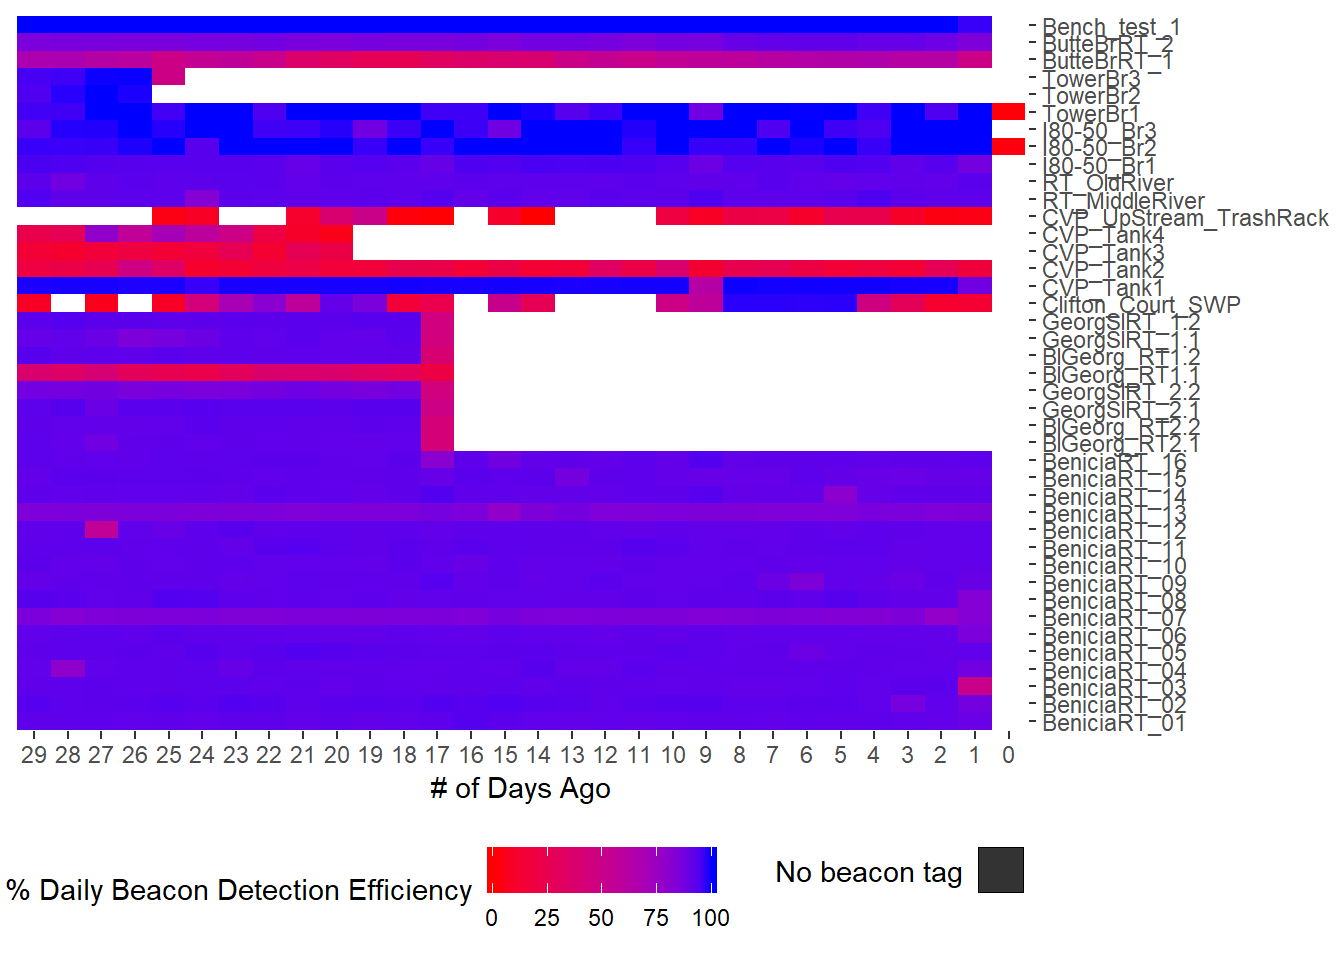 Bench_test_1
ButteBrRT_2
ButteBrRT_1
TowerBr3
TowerBr2
TowerBr1
I80-50_Br3
I80-50_Br2
I80-50_Br1
RT_OldRiver
RT_MiddleRiver
CVP_UpStream_TrashRack
CVP_Tank4
CVP_Tank3
CVP_Tank2
CVP_Tank1
Clifton_Court_SWP
GeorgSlRT_1.2
GeorgSlRT_1.1
BlGeorg_RT1.2
BlGeorg_RT1.1
GeorgSlRT_2.2
GeorgSlRT_2.1
BlGeorg_RT2.2
BlGeorg_RT2.1
BeniciaRT_16
BeniciaRT_15
BeniciaRT_14
BeniciaRT_13
BeniciaRT_12
BeniciaRT_11
BeniciaRT_10
BeniciaRT_09
BeniciaRT_08
BeniciaRT_07
BeniciaRT_06
BeniciaRT_05
BeniciaRT_04
BeniciaRT_03
BeniciaRT_02
BeniciaRT_01
29 28 27 26 25 24 23 22 21 20 19 18 17 16 15 14 13 12 11 10 9 8 7 6 5 4 3 2 1 0
# of Days Ago
% Daily Beacon Detection Efficiency
0 25 50 75 100
No beacon tag